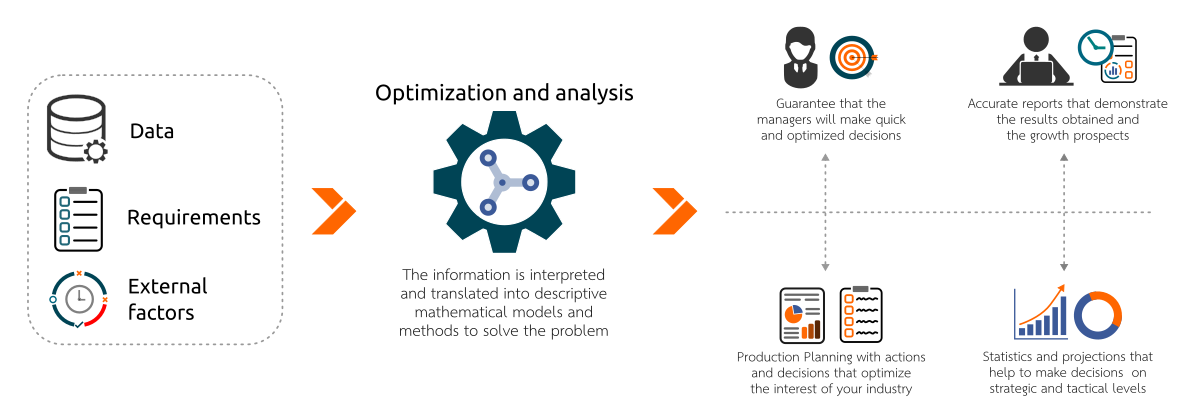 Data
Requirements
External
factors
Optimization and analysis
The information is interpreted
and translated into descriptive
mathematical models and
methods to solve the problem
Guarantee that the
managers will make quick
and optimized decisions
Accurate reports that demonstrate
the results obtained and
the growth prospects
Production Planning with actions
and decisions that optimize
the interest of your industry
Statistics and projections that
help to make decisions on
strategic and tactical levels